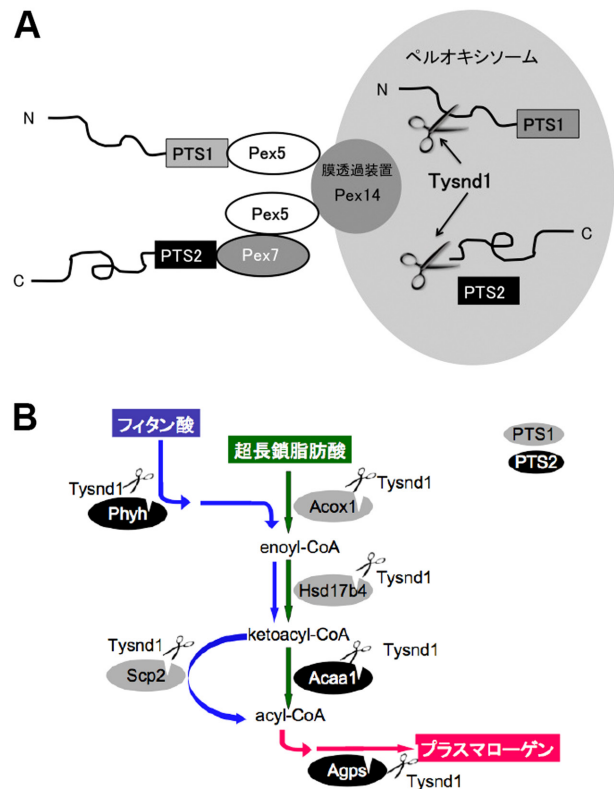 A
ペルオキシソーム
N
PTS1
Pex5
膜透過装置
Pex14
N
PTS1
Tysnd1
Pex5
C
PTS2
Pex7
C
PTS2
B
フィタン酸
超長鎖脂肪酸
PTS1
PTS2
Tysnd1
Phyh
Tysnd1
Acox1
enoyl-CoA
Tysnd1
Hsd17b4
ketoacyl-CoA
Tysnd1
Scp2
Tysnd1
Acaa1
acyl-CoA
プラスマローゲン
Agps
Tysnd1